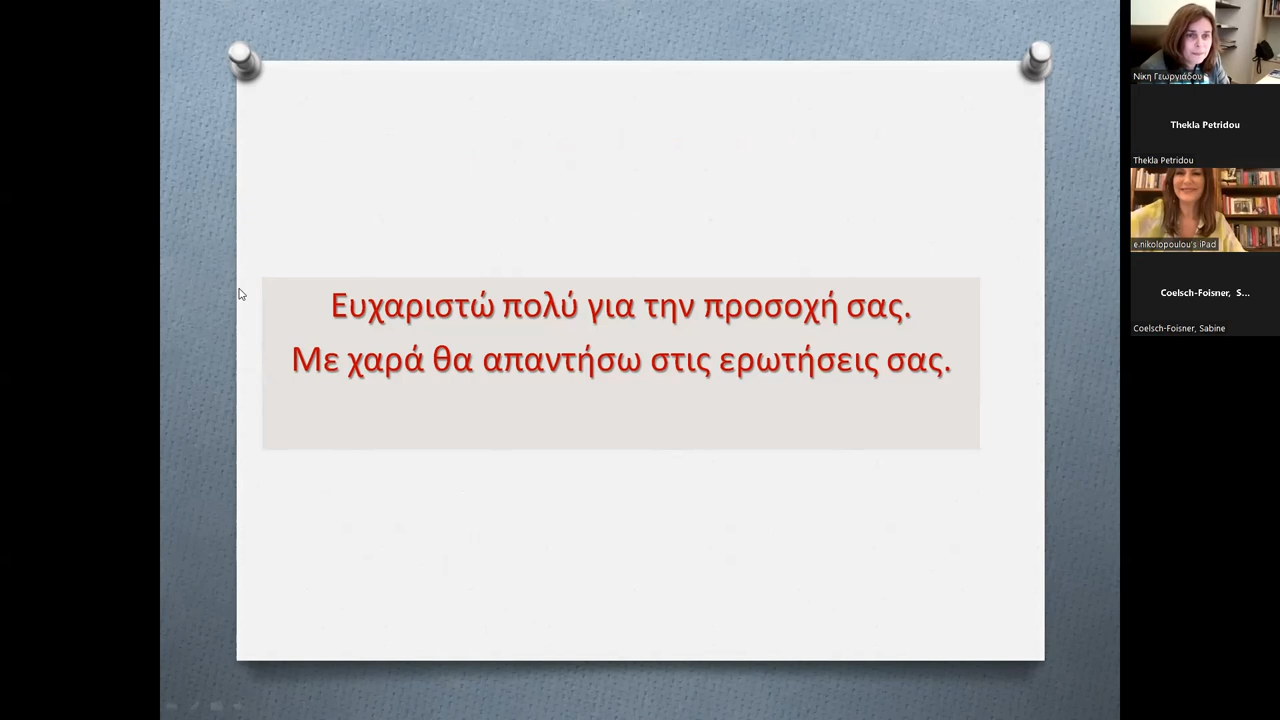 Ευχαριστώ πολύ για την προσοχή σας.
Με χαρά θα απαντήσω στις ερωτήσεις σας.
Νίκη Γεωργιάδου
Thekla Petridou
Thekla Petridou
e.nikolopoulou's iPad
Coelsch-Foisner, S...
Coelsch-Foisner, Sabine